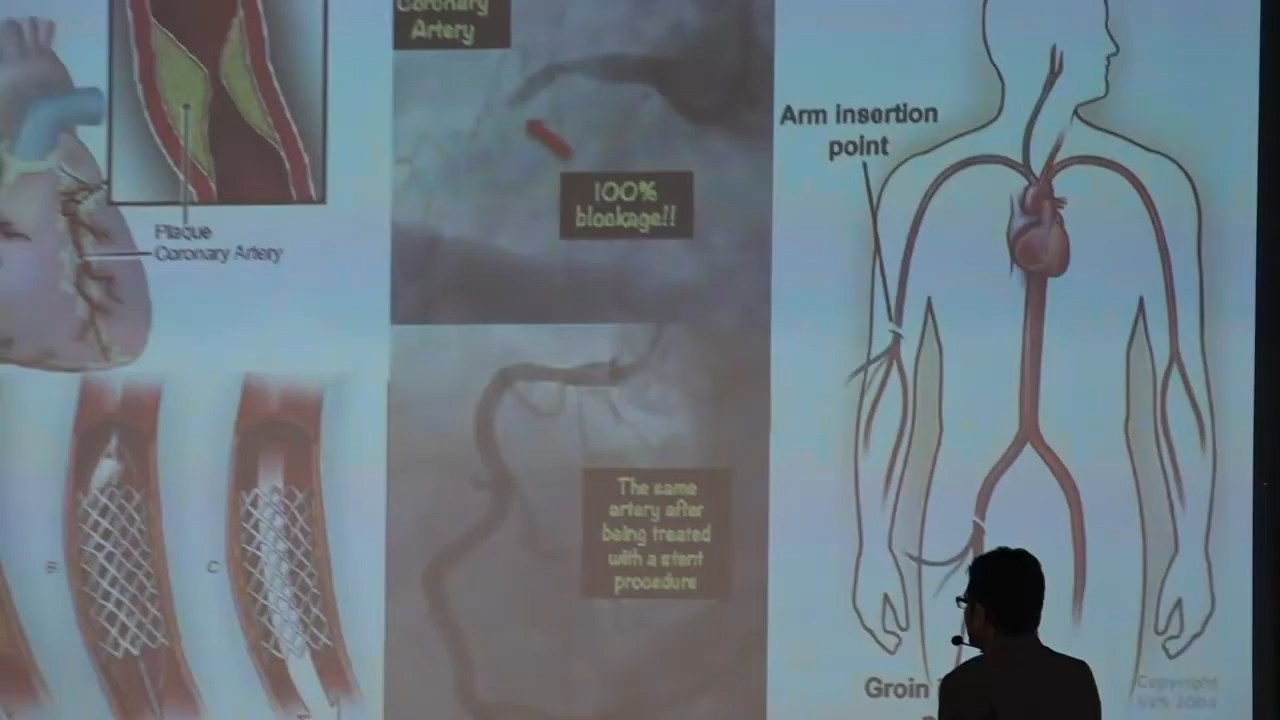 Coronary
Artery
100%
blockage!!
Plaque
Coronary Artery
B
C
The same
artery after
being treated
with a stent
procedure
Arm insertion
point
Groin
Copyright